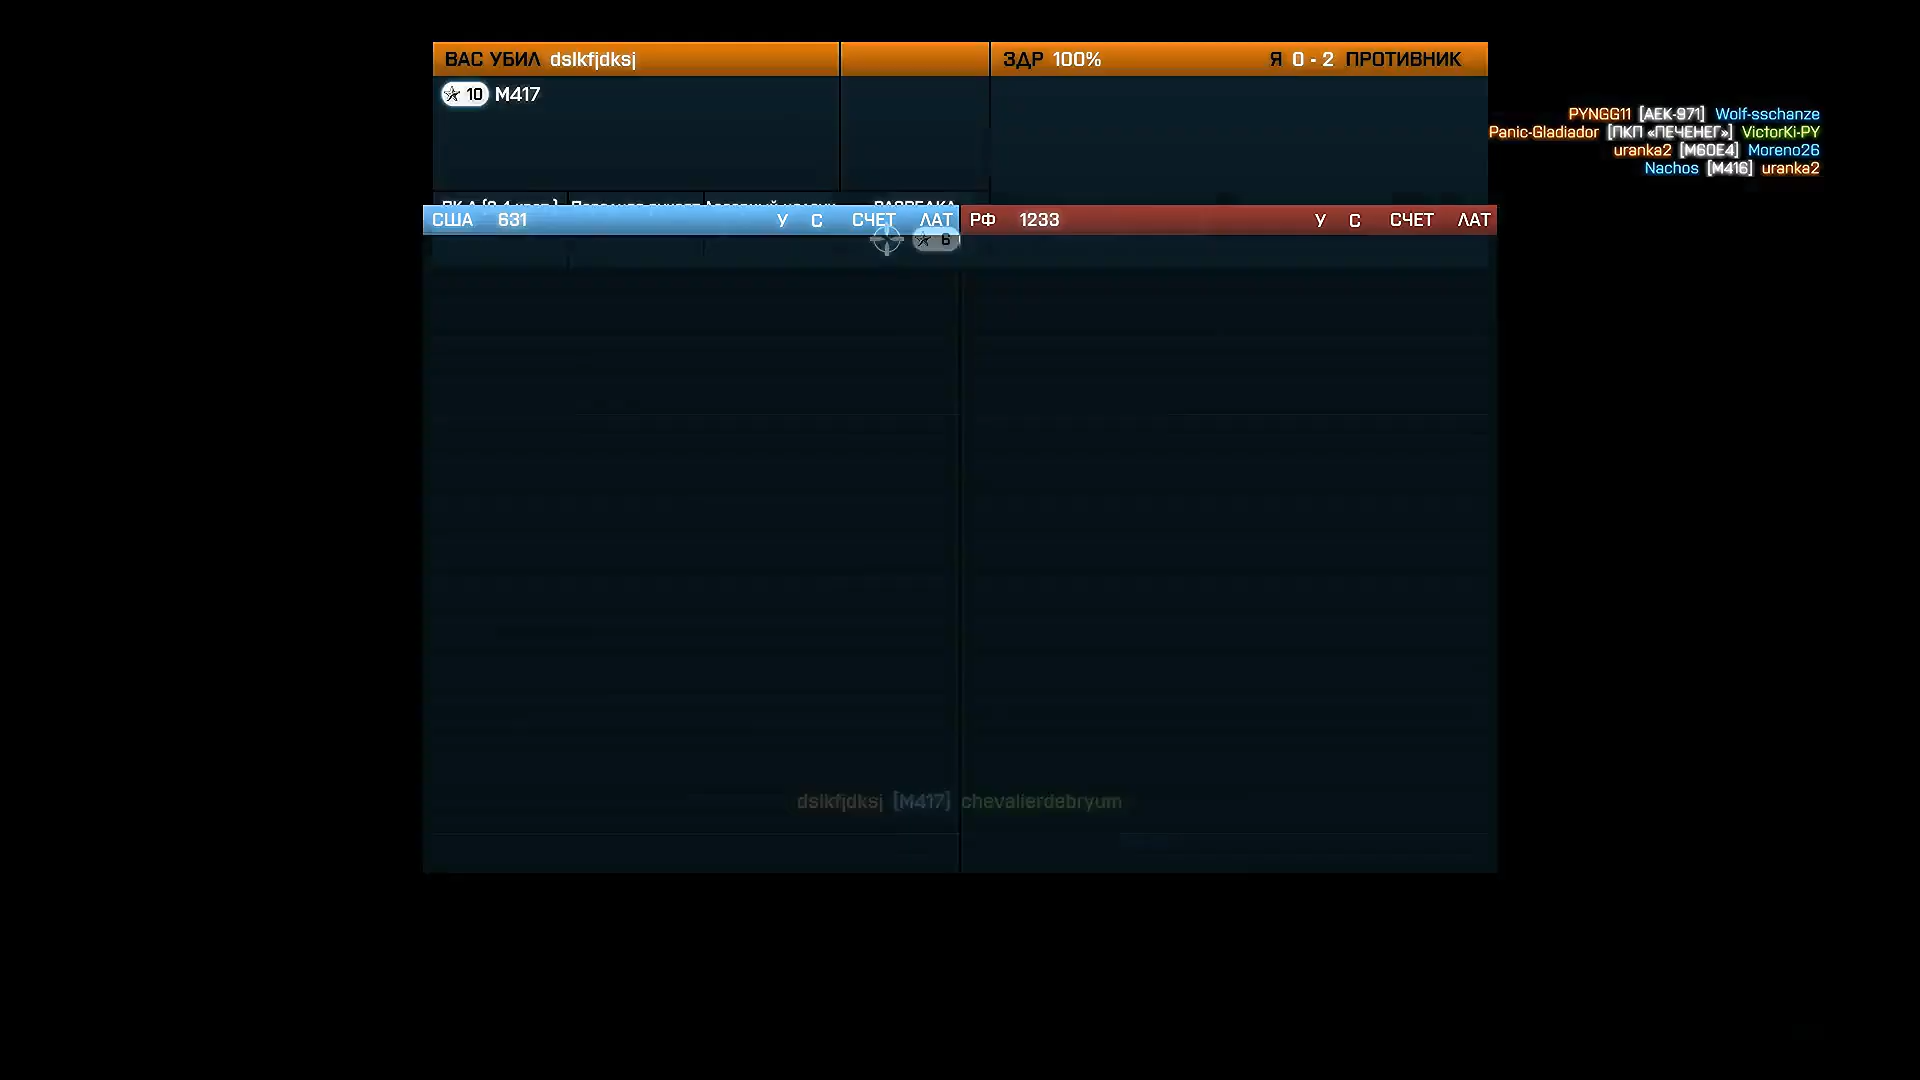 ВАС УБИЛ dslkfjdksj
ЗДР 100%
Я 0 - 2 ПРОТИВНИК
10 M417
PYNGG11 [АЕК-971] Wolf-sschanze
Panic-Gladiador [ПКП «ПЕЧЕНЕГ»] VictorKi-PY
uranka2 [M60E4] Moreno26
Nachos [M416] uranka2
США 631 У С СЧЕТ ЛАТ
РФ 1233 У С СЧЕТ ЛАТ
6
dslkfjdksj [M417] chevalierdebryum